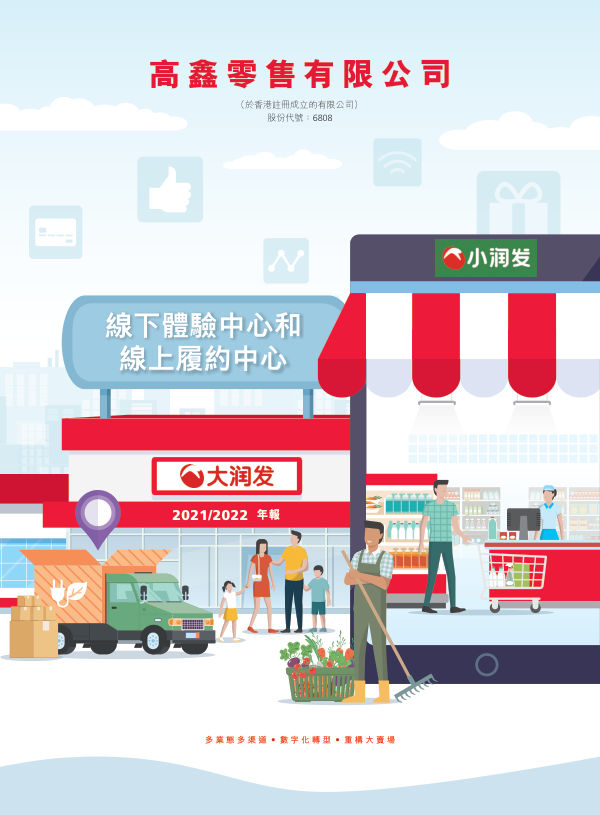 高鑫零售有限公司
（於香港註冊成立的有限公司）
股份代號：6808
小润发
線下體驗中心和
線上履約中心
大润发
2021/2022 年報
多業態多渠道 • 數字化轉型 • 重構大賣場